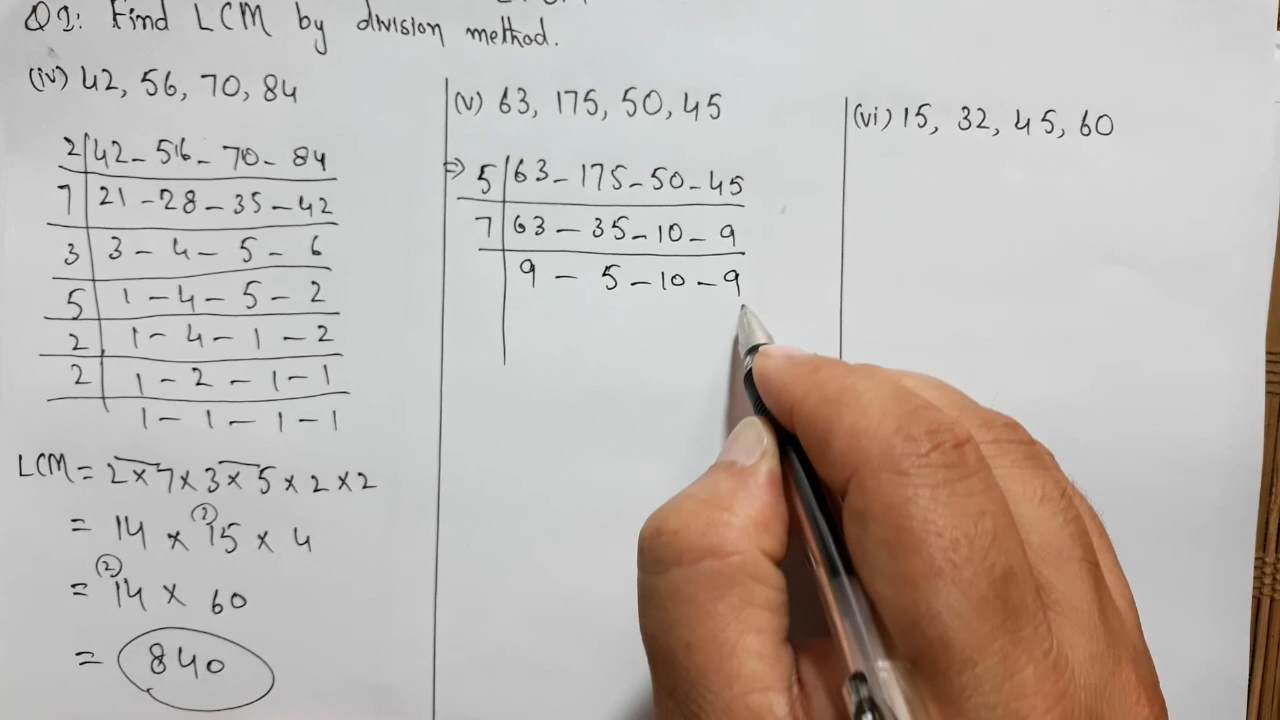 Q1: Find LCM by division method.
(iv) 42, 56, 70, 84
2 42 - 56 - 70 - 84
7 21 - 28 - 35 - 42
3 3 - 4 - 5 - 6
5 1 - 4 - 5 - 2
2 1 - 4 - 1 - 2
2 1 - 2 - 1 - 1
1 - 1 - 1 - 1
LCM = 2 × 7 × 3 × 5 × 2 × 2
= 14 × (1) 15 × 4
= (2) 14 × 60
= 840
(v) 63, 175, 50, 45
⇒ 5 63 - 175 - 50 - 45
7 63 - 35 - 10 - 9
9 - 5 - 10 - 9
(vi) 15, 32, 45, 60